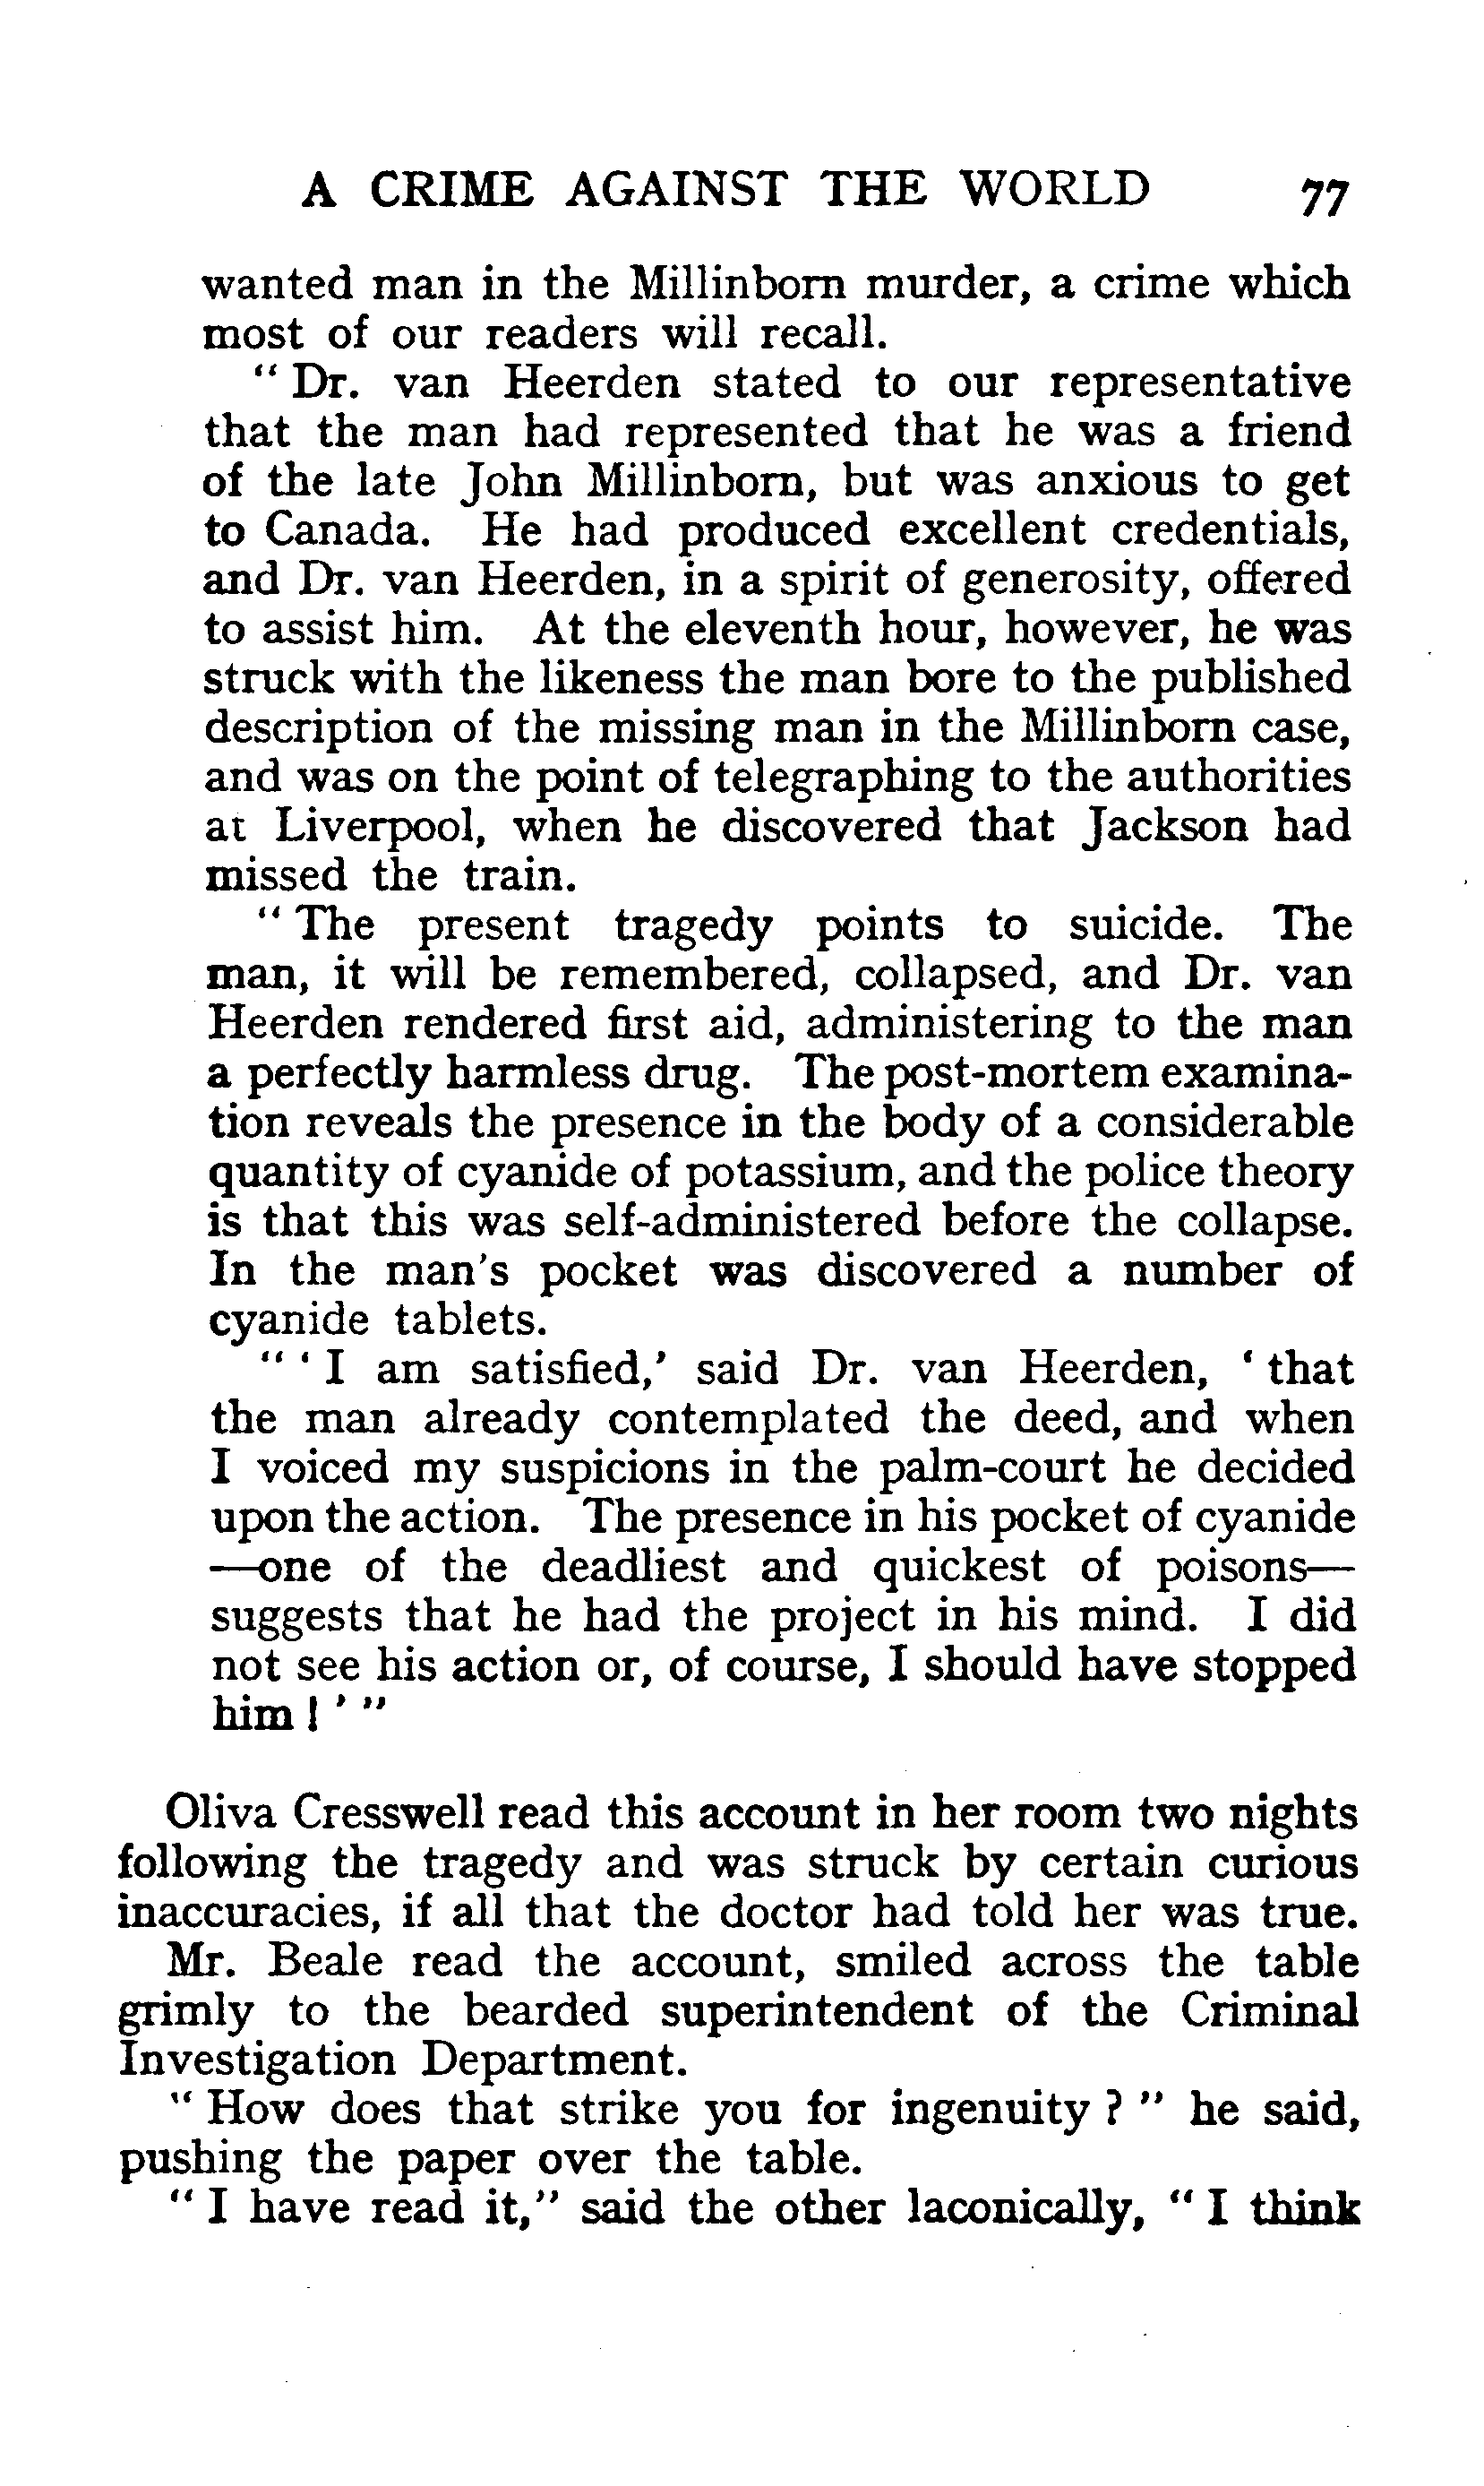 A CRIME AGAINST THE WORLD 77
wanted man in the Millinborn murder, a crime which
most of our readers will recall.
" Dr. van Heerden stated to our representative
that the man had represented that he was a friend
of the late John Millinborn, but was anxious to get
to Canada. He had produced excellent credentials,
and Dr. van Heerden, in a spirit of generosity, offered
to assist him. At the eleventh hour, however, he was
struck with the likeness the man bore to the published
description of the missing man in the Millinborn case,
and was on the point of telegraphing to the authorities
at Liverpool, when he discovered that Jackson had
missed the train.
" The present tragedy points to suicide. The
man, it will be remembered, collapsed, and Dr. van
Heerden rendered first aid, administering to the man
a perfectly harmless drug. The post-mortem examina-
tion reveals the presence in the body of a considerable
quantity of cyanide of potassium, and the police theory
is that this was self-administered before the collapse.
In the man's pocket was discovered a number of
cyanide tablets.
" ' I am satisfied,' said Dr. van Heerden, ' that
the man already contemplated the deed, and when
I voiced my suspicions in the palm-court he decided
upon the action. The presence in his pocket of cyanide
—one of the deadliest and quickest of poisons—
suggests that he had the project in his mind. I did
not see his action or, of course, I should have stopped
him ! ' "
Oliva Cresswell read this account in her room two nights
following the tragedy and was struck by certain curious
inaccuracies, if all that the doctor had told her was true.
Mr. Beale read the account, smiled across the table
grimly to the bearded superintendent of the Criminal
Investigation Department.
" How does that strike you for ingenuity ? " he said,
pushing the paper over the table.
" I have read it," said the other laconically, " I think